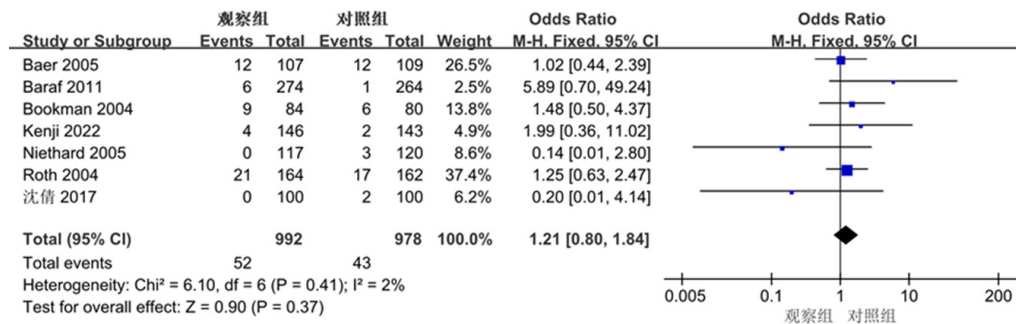 观察组 对照组 Odds Ratio Odds Ratio
Study or Subgroup Events Total Events Total Weight M-H, Fixed, 95% CI M-H, Fixed, 95% CI
Baer 2005 12 107 12 109 26.5% 1.02 [0.44, 2.39]
Baraf 2011 6 274 1 264 2.5% 5.89 [0.70, 49.24]
Bookman 2004 9 84 6 80 13.8% 1.48 [0.50, 4.37]
Kenji 2022 4 146 2 143 4.9% 1.99 [0.36, 11.02]
Niethard 2005 0 117 3 120 8.6% 0.14 [0.01, 2.80]
Roth 2004 21 164 17 162 37.4% 1.25 [0.63, 2.47]
沈倩 2017 0 100 2 100 6.2% 0.20 [0.01, 4.14]
Total (95% CI) 992 978 100.0% 1.21 [0.80, 1.84]
Total events 52 43
Heterogeneity: Chi² = 6.10, df = 6 (P = 0.41); I² = 2%
Test for overall effect: Z = 0.90 (P = 0.37)
0.005 0.1 1 10 200
观察组 对照组